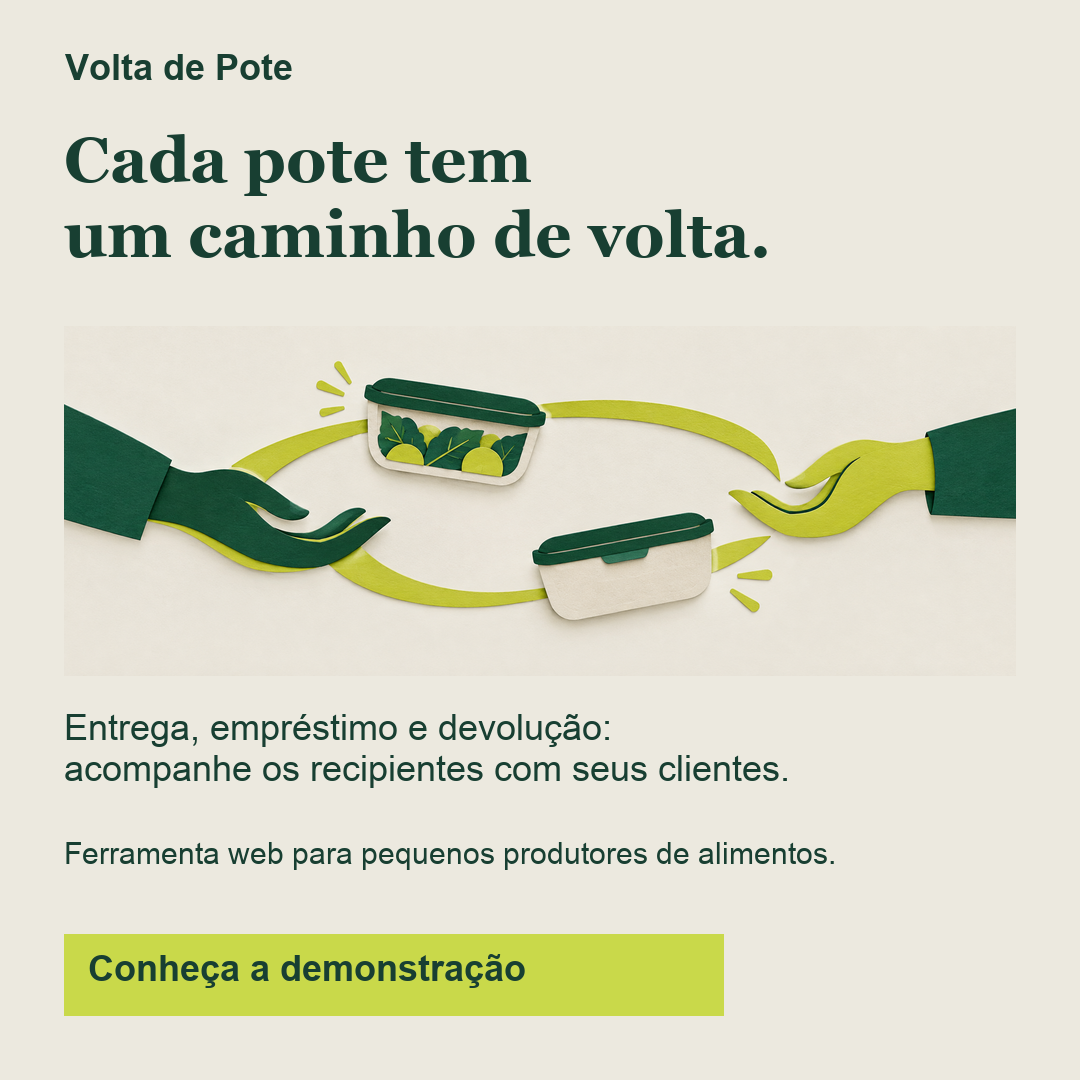 Volta de Pote
Cada pote tem
um caminho de volta.
Entrega, empréstimo e devolução:
acompanhe os recipientes com seus clientes.
Ferramenta web para pequenos produtores de alimentos.
Conheça a demonstração